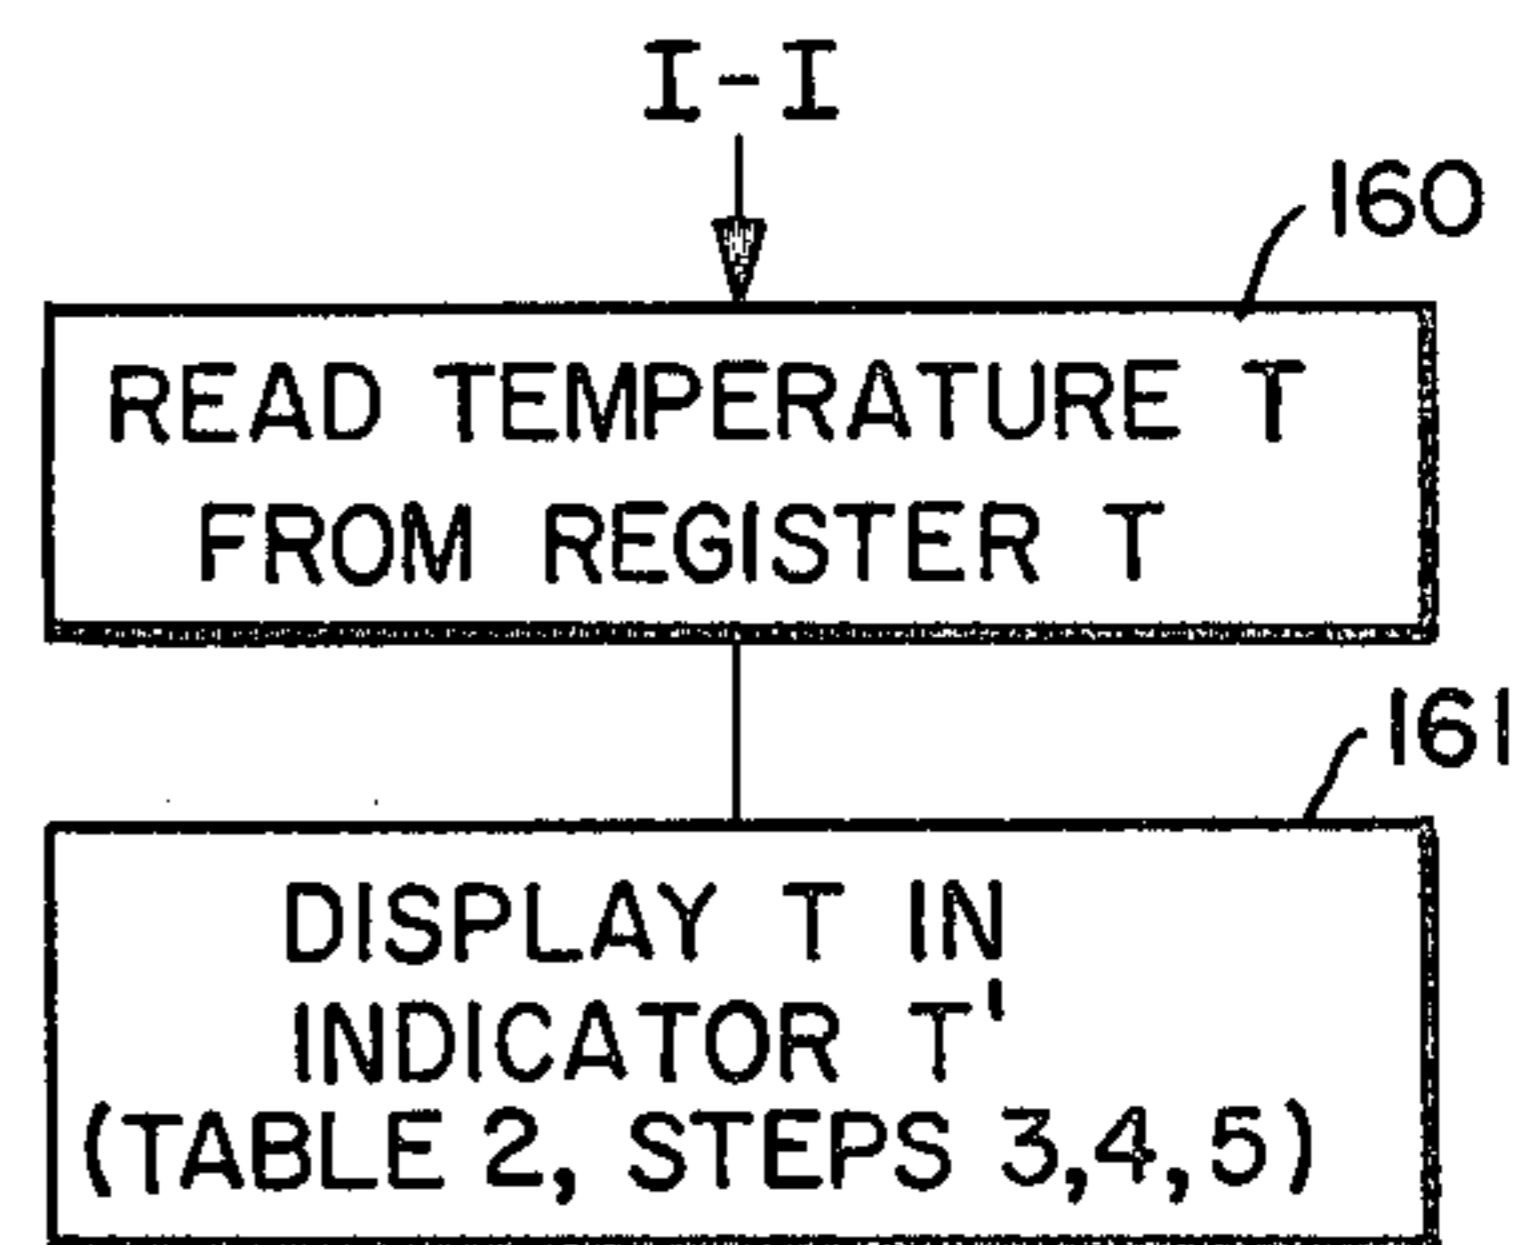 I-I
160
READ TEMPERATURE T
FROM REGISTER T
161
DISPLAY T IN
INDICATOR T'
(TABLE 2, STEPS 3,4,5)